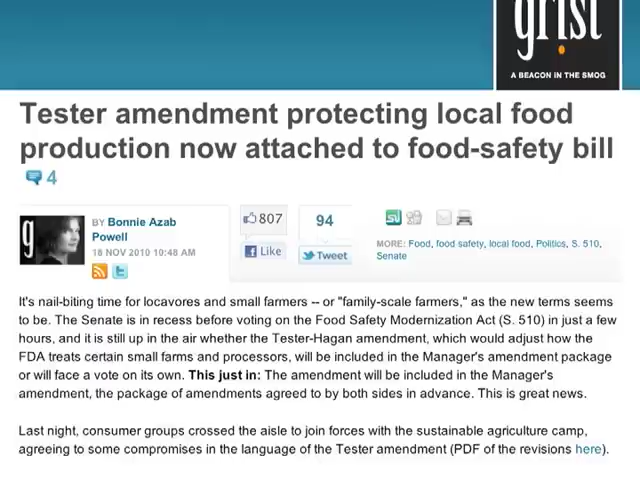 grist
A BEACON IN THE SMOG
Tester amendment protecting local food
production now attached to food-safety bill
4
g
BY Bonnie Azab
Powell
18 NOV 2010 10:48 AM
807
Like
94
Tweet
MORE: Food, food safety, local food, Politics, S. 510,
Senate
It's nail-biting time for locavores and small farmers -- or "family-scale farmers," as the new terms seems
to be. The Senate is in recess before voting on the Food Safety Modernization Act (S. 510) in just a few
hours, and it is still up in the air whether the Tester-Hagan amendment, which would adjust how the
FDA treats certain small farms and processors, will be included in the Manager's amendment package
or will face a vote on its own. This just in: The amendment will be included in the Manager's
amendment, the package of amendments agreed to by both sides in advance. This is great news.
Last night, consumer groups crossed the aisle to join forces with the sustainable agriculture camp,
agreeing to some compromises in the language of the Tester amendment (PDF of the revisions here).